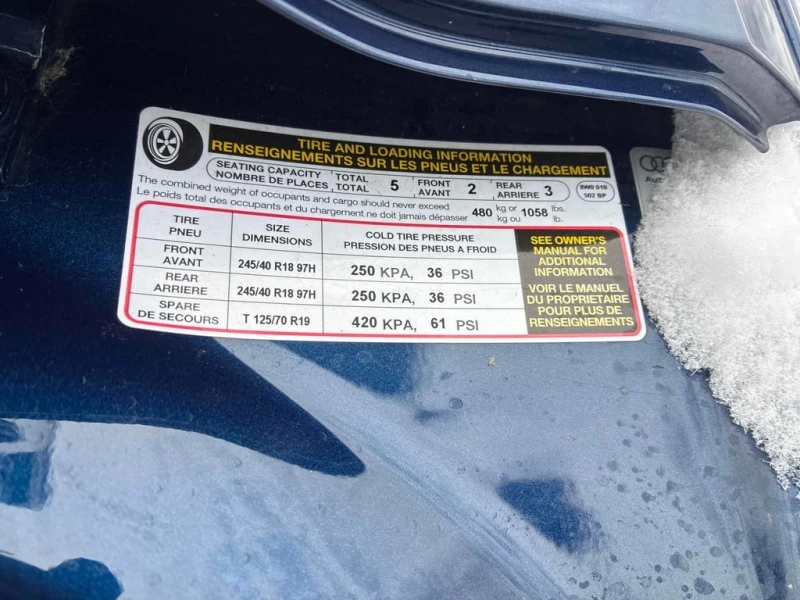 TIRE AND LOADING INFORMATION
RENSEIGNEMENTS SUR LES PNEUS ET LE CHARGEMENT
SEATING CAPACITY TOTAL 5 FRONT 2 REAR 3
NOMBRE DE PLACES TOTAL AVANT ARRIERE
8W0 010
502 BP
The combined weight of occupants and cargo should never exceed 480 kg or 1058 lbs.
Le poids total des occupants et du chargement ne doit jamais dépasser kg ou lb.
TIRE SIZE COLD TIRE PRESSURE
PNEU DIMENSIONS PRESSION DES PNEUS A FROID
FRONT
AVANT 245/40 R18 97H 250 KPA, 36 PSI
REAR
ARRIERE 245/40 R18 97H 250 KPA, 36 PSI
SPARE
DE SECOURS T 125/70 R19 420 KPA, 61 PSI
SEE OWNER'S
MANUAL FOR
ADDITIONAL
INFORMATION
VOIR LE MANUEL
DU PROPRIETAIRE
POUR PLUS DE
RENSEIGNEMENTS